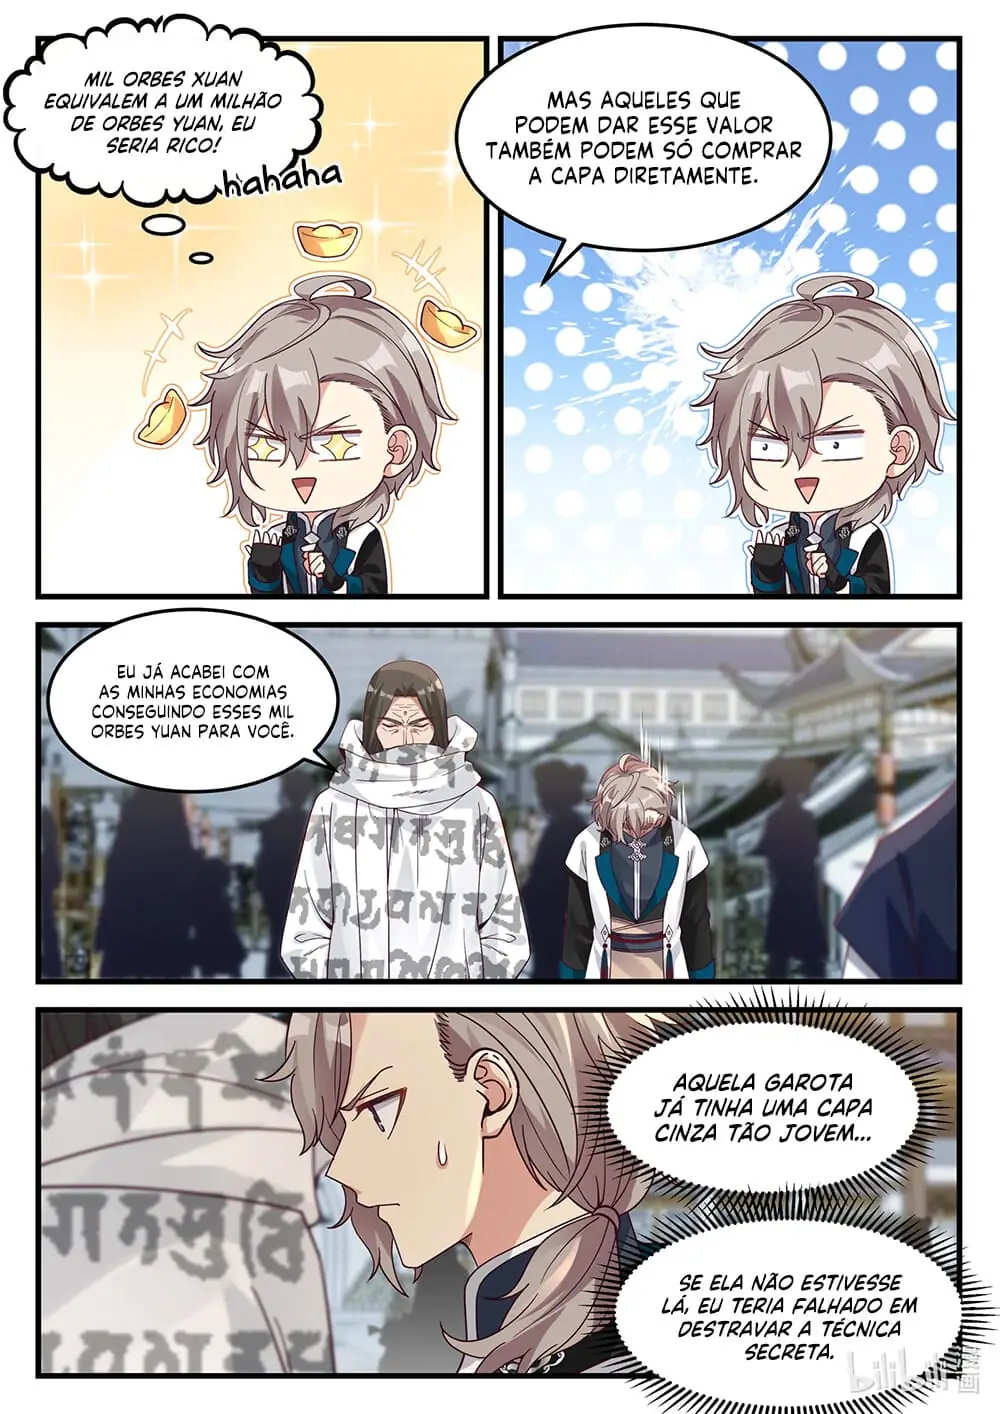 MIL ORBES XUAN
EQUIVALEM A UM MILHÃO
DE ORBES YUAN, EU
SERIA RICO!
hahaha
MAS AQUELES QUE
PODEM DAR ESSE VALOR
TAMBÉM PODEM SÓ COMPRAR
A CAPA DIRETAMENTE.
EU JÁ ACABEI COM
AS MINHAS ECONOMIAS
CONSEGUINDO ESSES MIL
ORBES YUAN PARA VOCÊ.
AQUELA GAROTA
JÁ TINHA UMA CAPA
CINZA TÃO JOVEM...
SE ELA NÃO ESTIVESSE
LÁ, EU TERIA FALHADO EM
DESTRAVAR A TÉCNICA
SECRETA.
bilibili